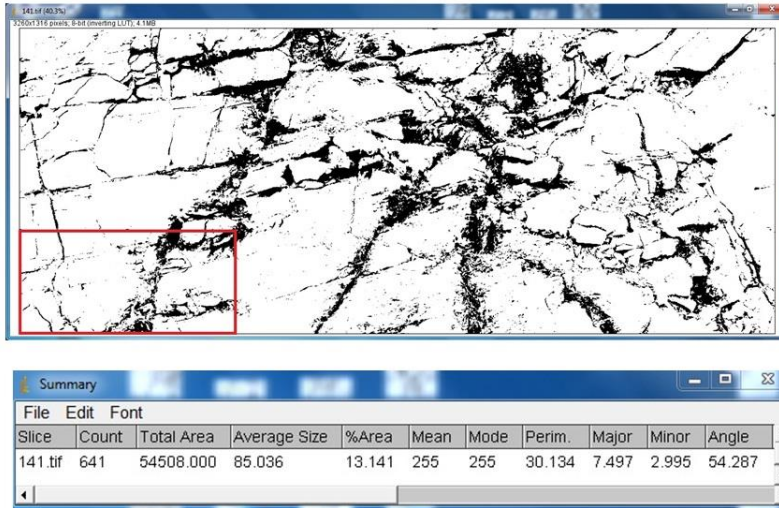 141.tif (40.3%)
3260x1316 pixels; 8-bit (inverting LUT); 4.1MB
Summary
File Edit Font
Slice Count Total Area Average Size %Area Mean Mode Perim. Major Minor Angle
141.tif 641 54508.000 85.036 13.141 255 255 30.134 7.497 2.995 54.287